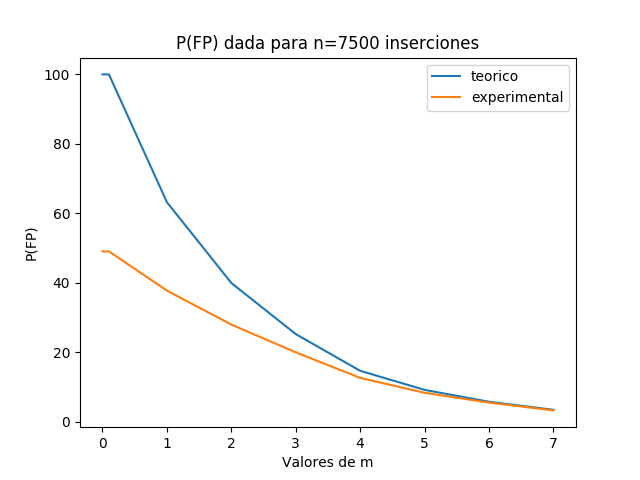 P(FP) dada para n=7500 inserciones
teorico
experimental
100
80
60
40
20
0
P(FP)
0 1 2 3 4 5 6 7
Valores de m